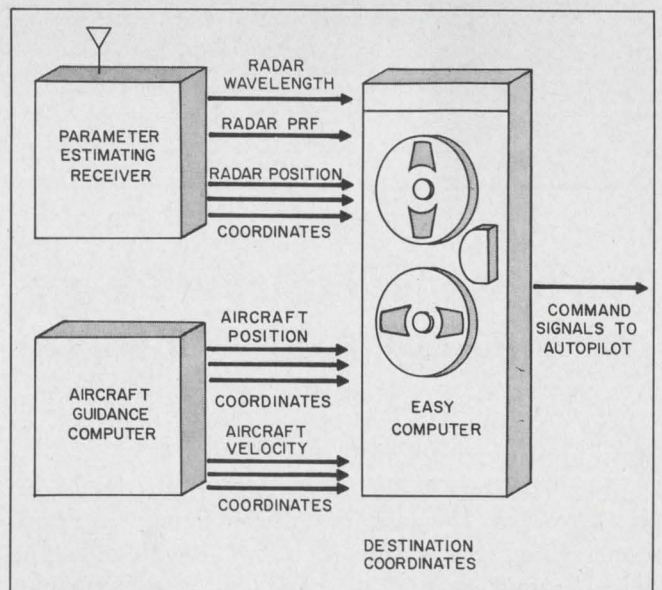 PARAMETER
ESTIMATING
RECEIVER
RADAR
WAVELENGTH
RADAR PRF
RADAR POSITION
COORDINATES
AIRCRAFT
GUIDANCE
COMPUTER
AIRCRAFT
POSITION
COORDINATES
AIRCRAFT
VELOCITY
COORDINATES
EASY
COMPUTER
COMMAND
SIGNALS TO
AUTOPILOT
DESTINATION
COORDINATES